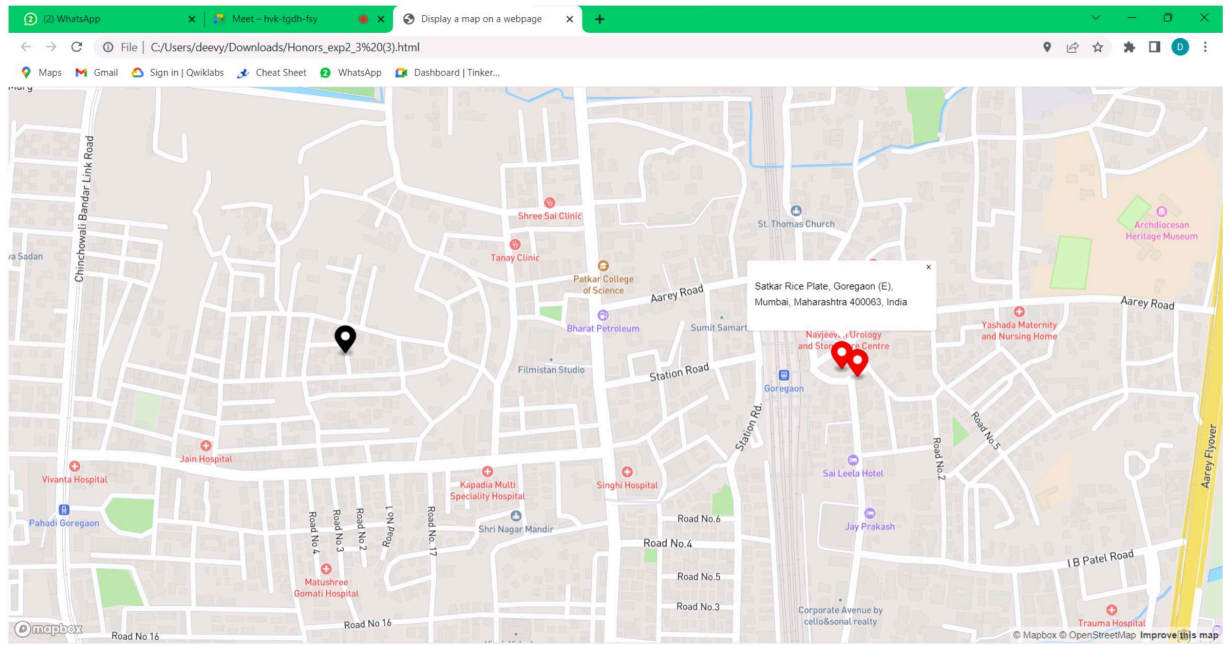 (2) WhatsApp
Meet – hvk-tgdh-fsy
Display a map on a webpage
File
C:/Users/deevy/Downloads/Honors_exp2_3%20(3).html
D
Maps
Gmail
Sign in | Qwiklabs
Cheat Sheet
WhatsApp
Dashboard | Tinker...
Chinchowali Bandar Link Road
Shree Sai Clinic
Tanay Clinic
St. Thomas Church
Archdiocesan
Heritage Museum
Patkar College
of Science
Aarey Road
Satkar Rice Plate, Goregaon (E),
Mumbai, Maharashtra 400063, India
Aarey Road
Bharat Petroleum
Sumit Samart
Navjeevan Urology
and Stone Care Centre
Yashada Maternity
and Nursing Home
Filmistan Studio
Station Road
Goregaon
Station Rd.
Road No.5
Road No.2
Aarey Flyover
Jain Hospital
Vivanta Hospital
Kapadia Multi
Speciality Hospital
Singhi Hospital
Sai Leela Hotel
Pahadi Goregaon
Road No 4
Road No 3
Road No 2
Road No 1
Road No. 17
Shri Nagar Mandir
Road No.6
Jay Prakash
Road No.4
I B Patel Road
Matushree
Gomati Hospital
Road No.5
Road No.3
Corporate Avenue by
cello&sonal realty
Trauma Hospital
Road No 16
Road No 16
mapbox
© Mapbox © OpenStreetMap Improve this map